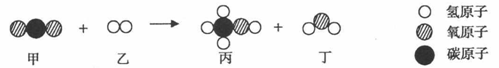 + +
甲 乙 丙 丁
氢原子
氧原子
碳原子